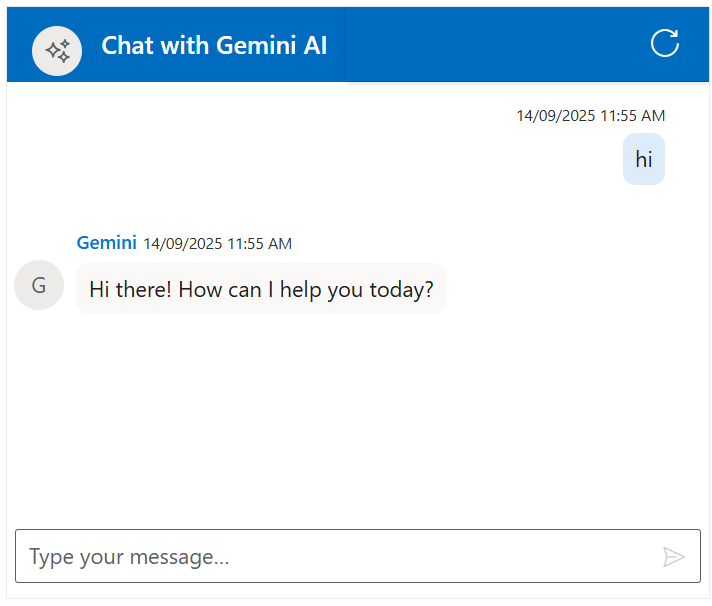 Chat with Gemini AI
14/09/2025 11:55 AM
hi
Gemini 14/09/2025 11:55 AM
G
Hi there! How can I help you today?
Type your message...